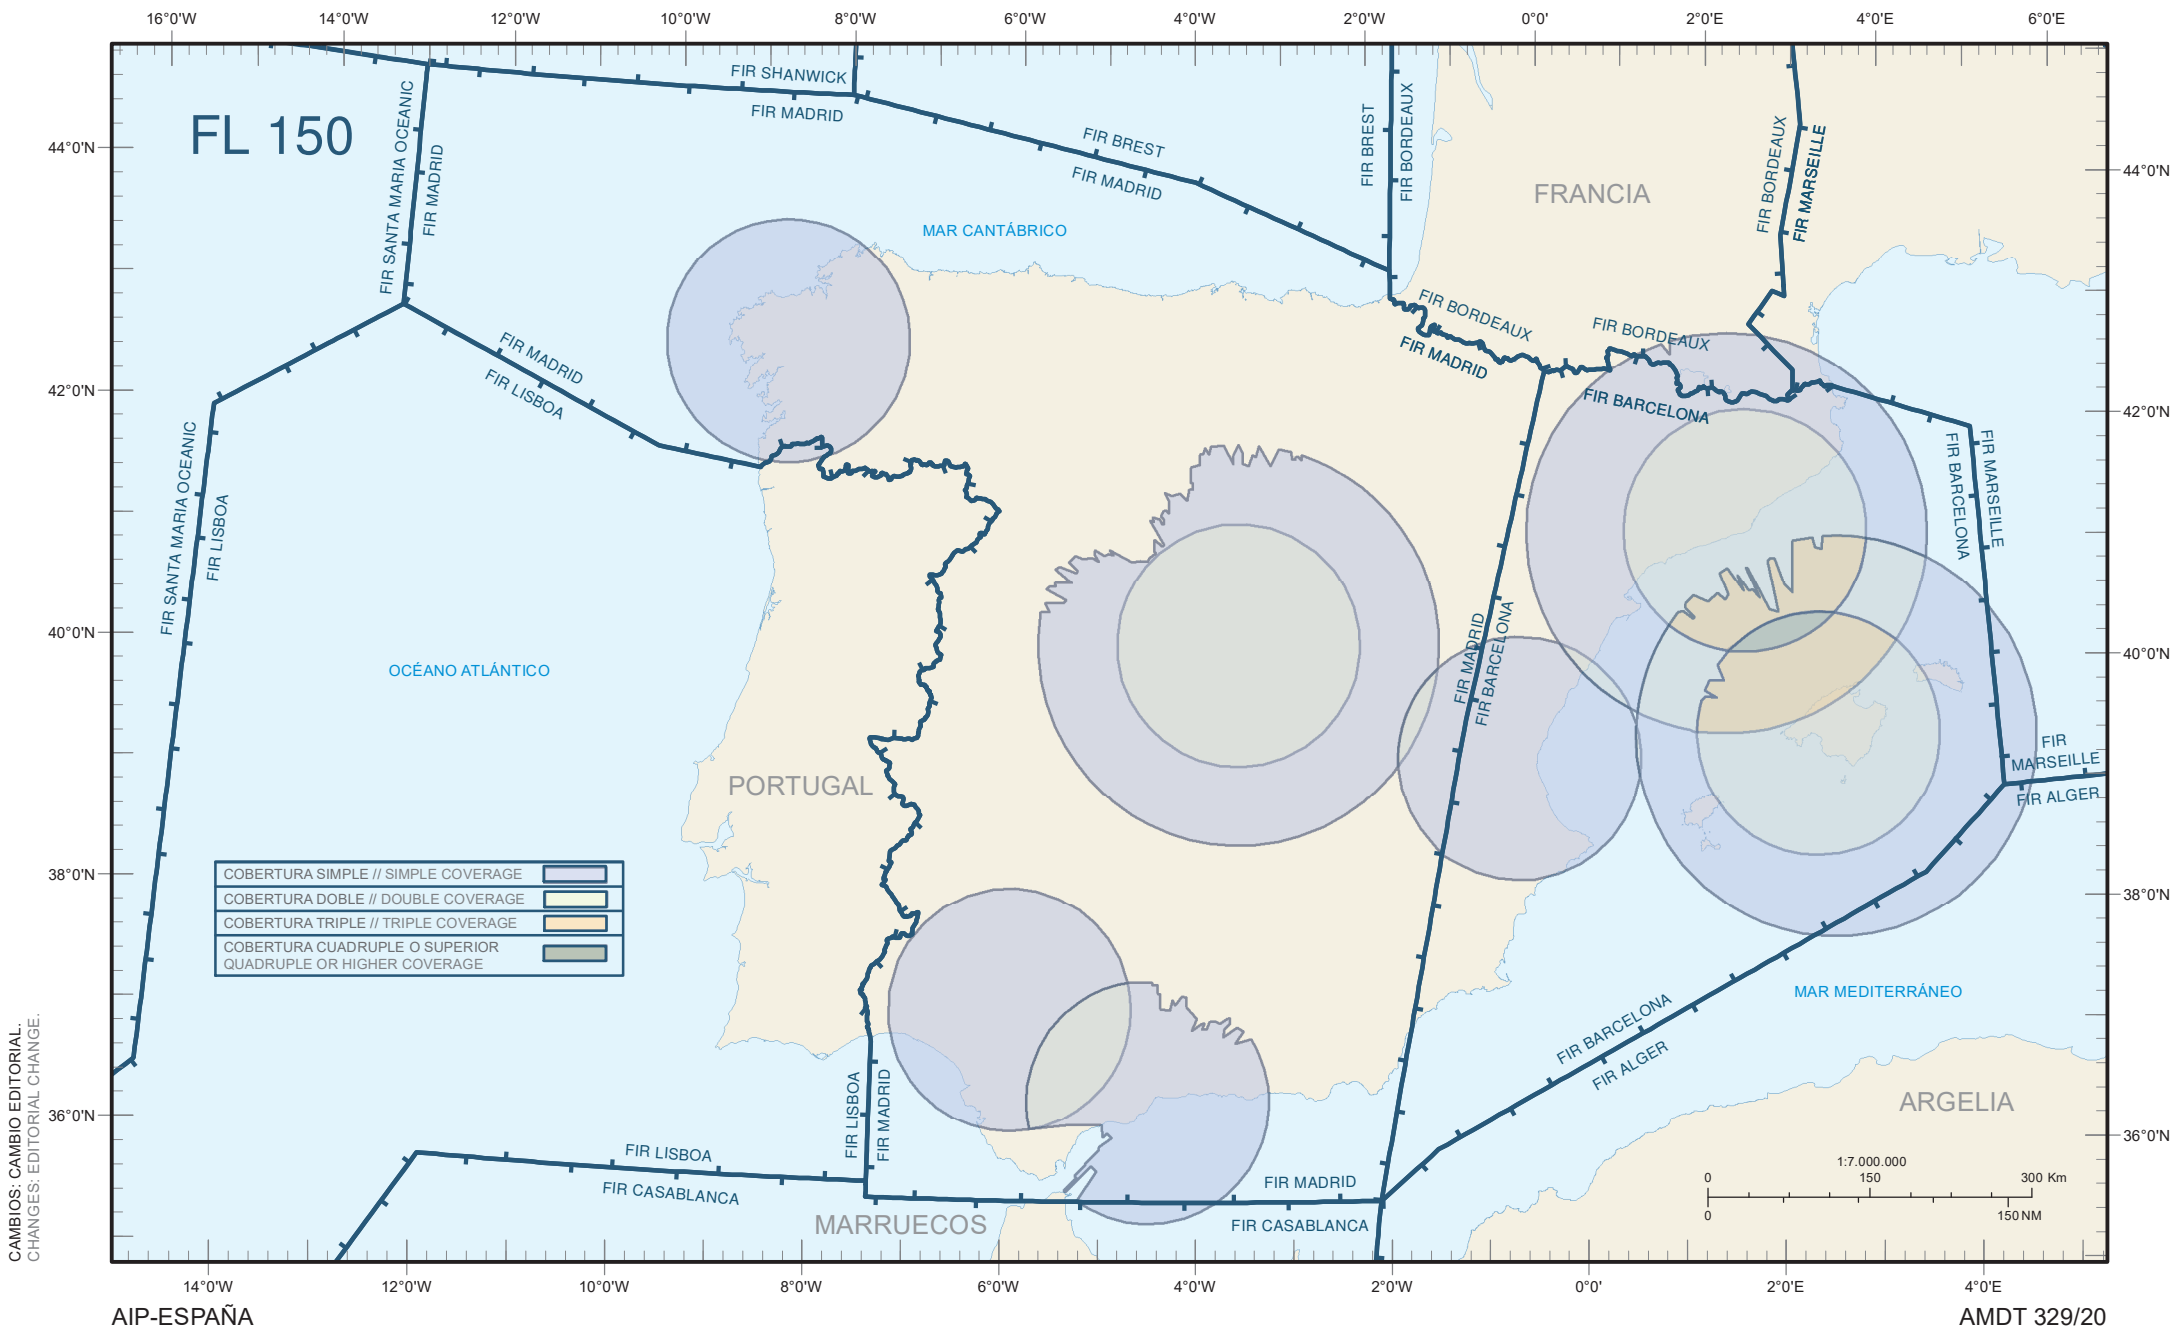 16°0'W 14°0'W 12°0'W 10°0'W 8°0'W 6°0'W 4°0'W 2°0'W 0°0' 2°0'E 4°0'E 6°0'E
FL 150
FIR SHANWICK
FIR MADRID
FIR SANTA MARIA OCEANIC
FIR MADRID
FIR BREST
FIR MADRID
FIR BREST
FIR BORDEAUX
FIR BORDEAUX
FIR MARSEILLE
44°0'N
44°0'N
FRANCIA
MAR CANTÁBRICO
FIR BORDEAUX
FIR MADRID
FIR BORDEAUX
FIR BARCELONA
FIR MADRID
FIR LISBOA
42°0'N
42°0'N
FIR SANTA MARIA OCEANIC
FIR LISBOA
FIR MARSEILLE
FIR BARCELONA
40°0'N
40°0'N
OCÉANO ATLÁNTICO
FIR MADRID
FIR BARCELONA
FIR
MARSEILLE
FIR ALGER
PORTUGAL
38°0'N
38°0'N
COBERTURA SIMPLE // SIMPLE COVERAGE
COBERTURA DOBLE // DOUBLE COVERAGE
COBERTURA TRIPLE // TRIPLE COVERAGE
COBERTURA CUADRUPLE O SUPERIOR
QUADRUPLE OR HIGHER COVERAGE
MAR MEDITERRÁNEO
FIR BARCELONA
FIR ALGER
FIR LISBOA
FIR MADRID
ARGELIA
36°0'N
36°0'N
FIR LISBOA
FIR CASABLANCA
FIR MADRID
FIR CASABLANCA
MARRUECOS
1:7.000.000
0 150 300 Km
0 150 NM
CAMBIOS: CAMBIO EDITORIAL.
CHANGES: EDITORIAL CHANGE.
14°0'W 12°0'W 10°0'W 8°0'W 6°0'W 4°0'W 2°0'W 0°0' 2°0'E 4°0'E
AIP-ESPAÑA
AMDT 329/20